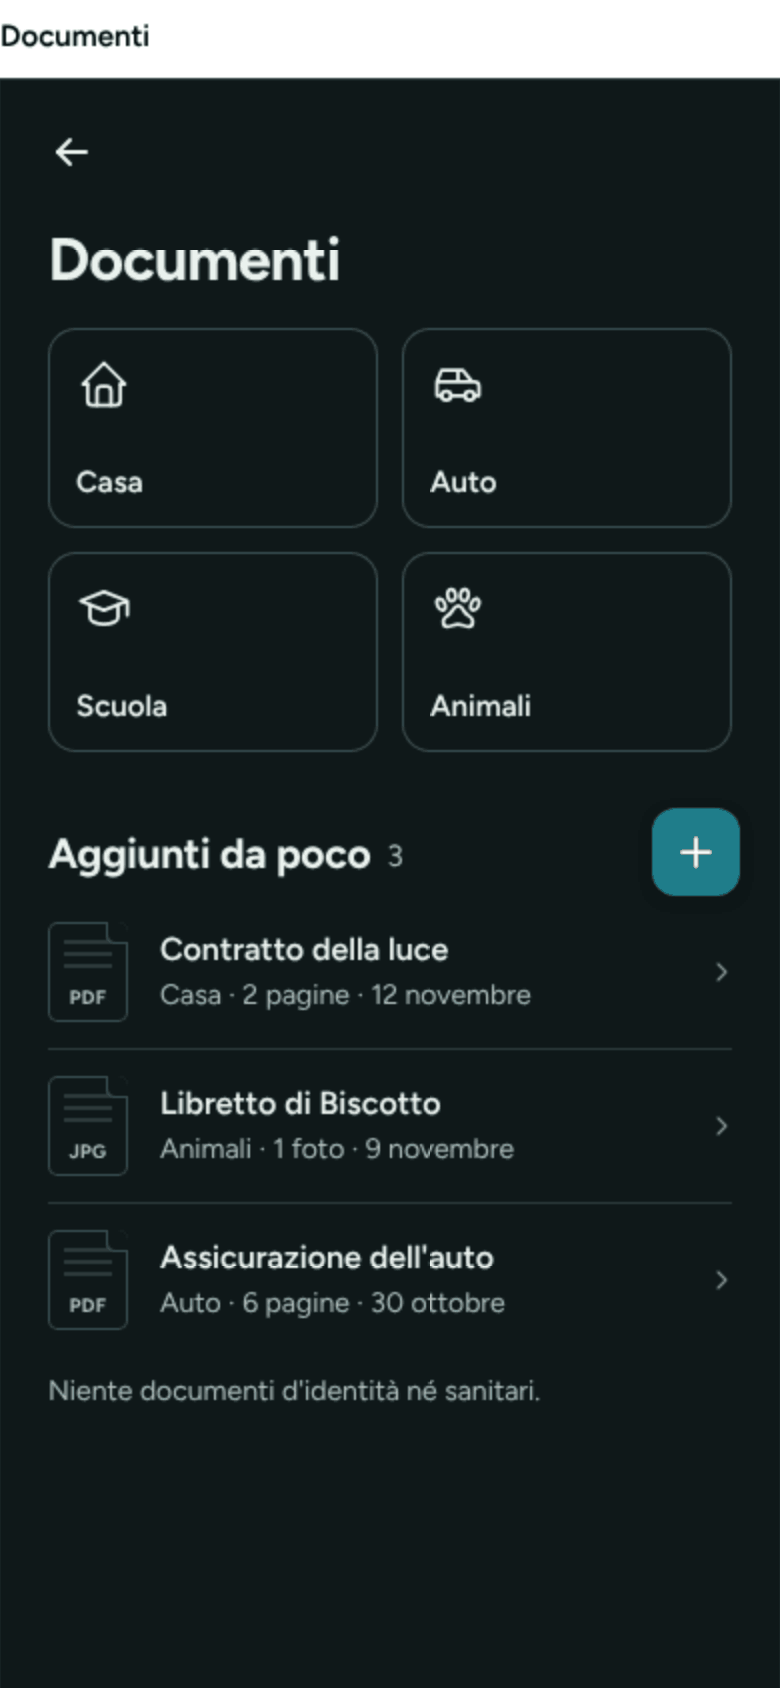 Documenti
Documenti
Casa
Auto
Scuola
Animali
Aggiunti da poco 3
Contratto della luce
PDF
Casa · 2 pagine · 12 novembre
Libretto di Biscotto
JPG
Animali · 1 foto · 9 novembre
Assicurazione dell'auto
PDF
Auto · 6 pagine · 30 ottobre
Niente documenti d'identità né sanitari.